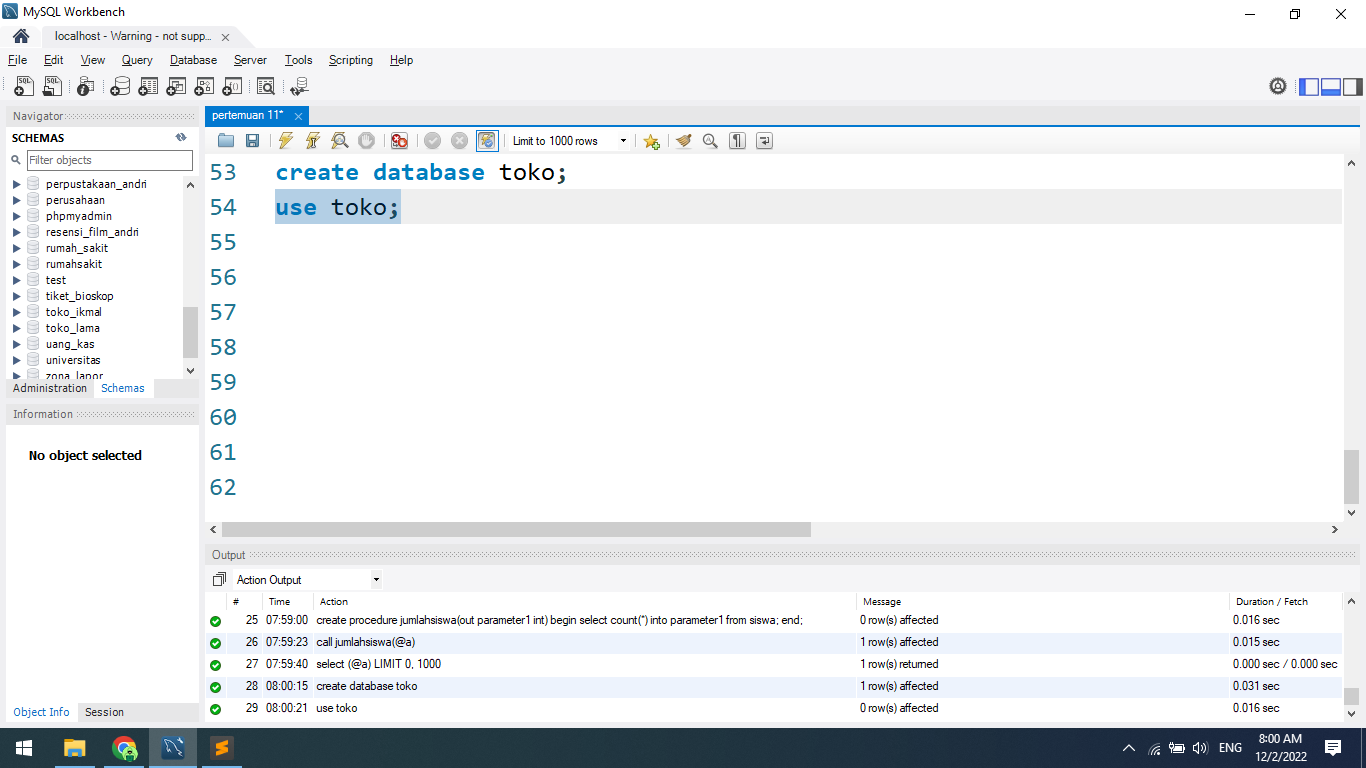 MySQL Workbench
localhost - Warning - not supp...
File Edit View Query Database Server Tools Scripting Help
Navigator
SCHEMAS
Filter objects
perpustakaan_andri
perusahaan
phpmyadmin
resensi_film_andri
rumah_sakit
rumahsakit
test
tiket_bioskop
toko_ikmal
toko_lama
uang_kas
universitas
zona_lapor
Administration Schemas
Information
No object selected
Object Info Session
pertemuan 11*
Limit to 1000 rows
53 create database toko;
54 use toko;
55
56
57
58
59
60
61
62
Output
Action Output
# Time Action Message Duration / Fetch
25 07:59:00 create procedure jumlahsiswa(out parameter1 int) begin select count(*) into parameter1 from siswa; end; 0 row(s) affected 0.016 sec
26 07:59:23 call jumlahsiswa(@a) 1 row(s) affected 0.015 sec
27 07:59:40 select (@a) LIMIT 0, 1000 1 row(s) returned 0.000 sec / 0.000 sec
28 08:00:15 create database toko 1 row(s) affected 0.031 sec
29 08:00:21 use toko 0 row(s) affected 0.016 sec
ENG
8:00 AM
12/2/2022